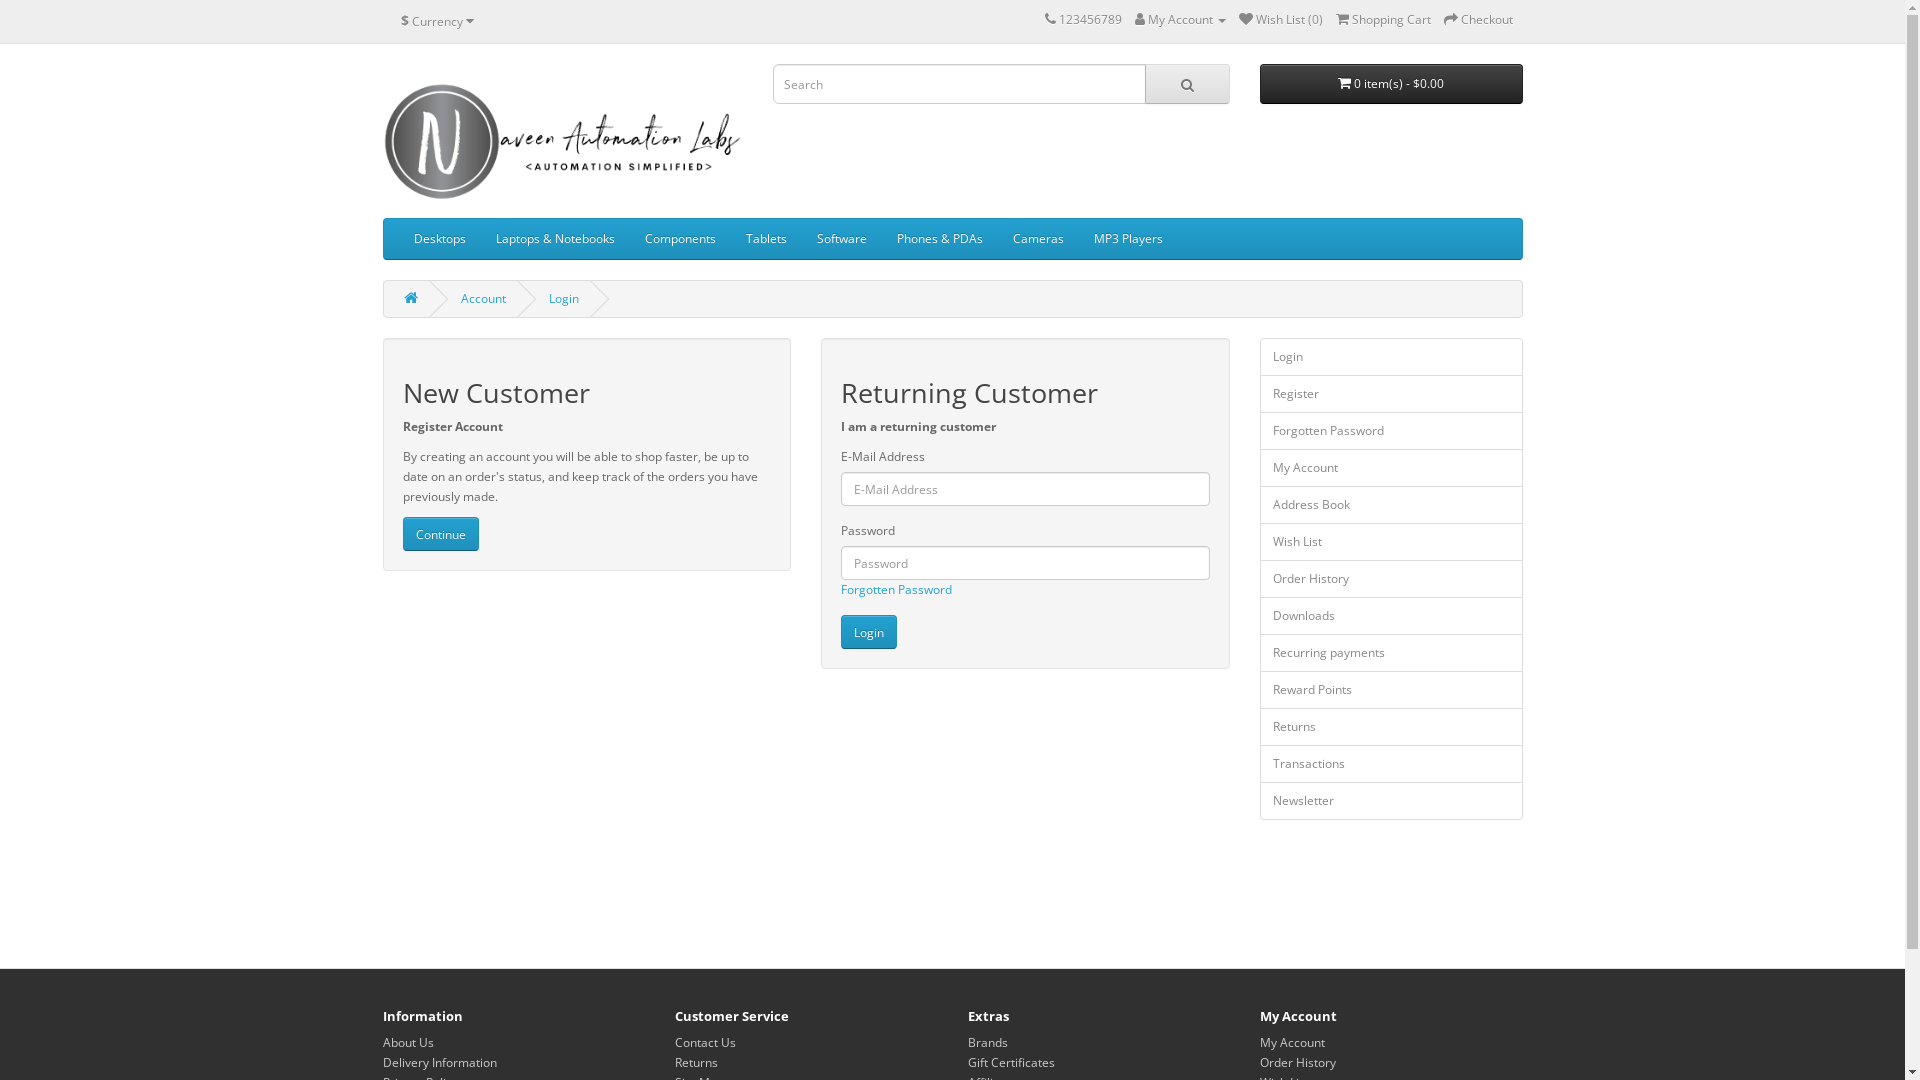 $ Currency
123456789 My Account Wish List (0) Shopping Cart Checkout
Search
0 item(s) - $0.00
Naveen Automation Labs
<AUTOMATION SIMPLIFIED>
Desktops Laptops & Notebooks Components Tablets Software Phones & PDAs Cameras MP3 Players
Account Login
New Customer
Register Account
By creating an account you will be able to shop faster, be up to
date on an order's status, and keep track of the orders you have
previously made.
Continue
Returning Customer
I am a returning customer
E-Mail Address
E-Mail Address
Password
Password
Forgotten Password
Login
Login
Register
Forgotten Password
My Account
Address Book
Wish List
Order History
Downloads
Recurring payments
Reward Points
Returns
Transactions
Newsletter
Information
About Us
Delivery Information
Customer Service
Contact Us
Returns
Extras
Brands
Gift Certificates
My Account
My Account
Order History